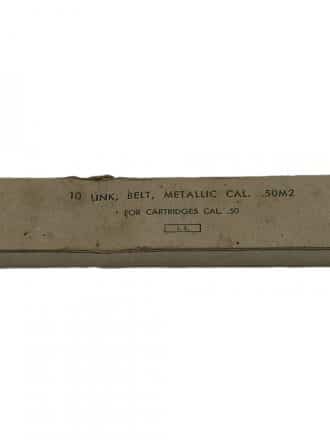 10 LINK, BELT, METALLIC CAL. .50M2
FOR CARTRIDGES CAL. .50